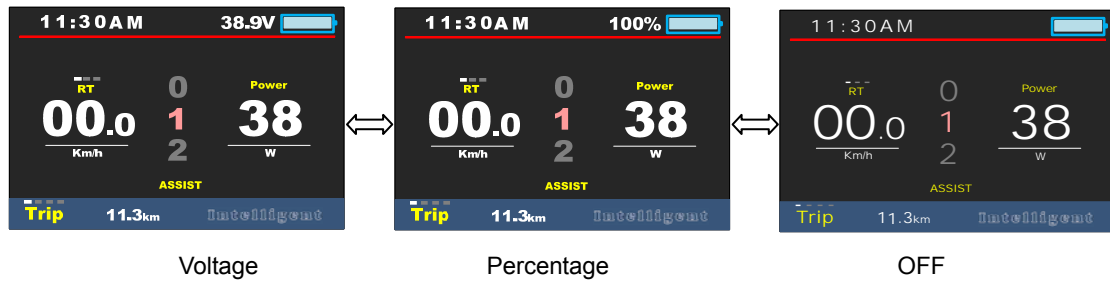 11:30AM 38.9V
RT 0 Power
00.0 1 38
Km/h 2 W
ASSIST
Trip 11.3km Intelligent
11:30AM 100%
RT 0 Power
00.0 1 38
Km/h 2 W
ASSIST
Trip 11.3km Intelligent
11:30AM
RT 0 Power
00.0 1 38
Km/h 2 W
ASSIST
Trip 11.3km Intelligent
Voltage Percentage OFF